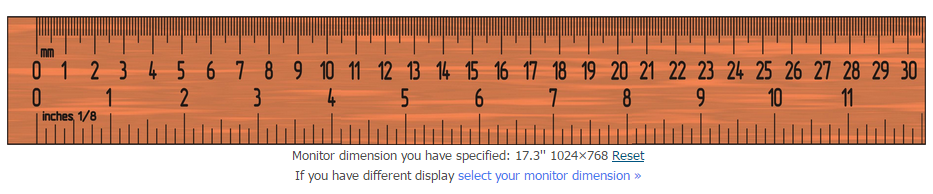 mm
0 1 2 3 4 5 6 7 8 9 10 11 12 13 14 15 16 17 18 19 20 21 22 23 24 25 26 27 28 29 30
0 1 2 3 4 5 6 7 8 9 10 11
inches 1/8
Monitor dimension you have specified: 17.3" 1024×768 Reset
If you have different display select your monitor dimension »